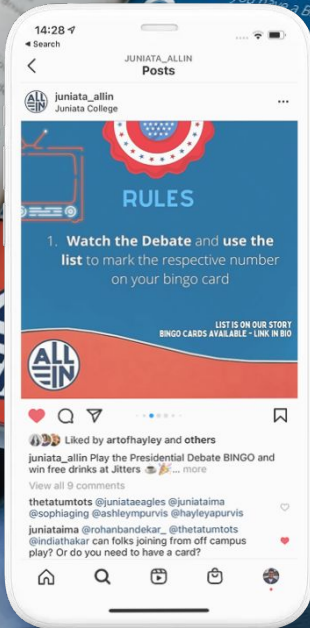 you have a B
14:28
Search
JUNIATA_ALLIN
Posts
ALL
IN
juniata_allin
Juniata College
RULES
1. Watch the Debate and use the
list to mark the respective number
on your bingo card
LIST IS ON OUR STORY
BINGO CARDS AVAILABLE - LINK IN BIO
ALL
IN
Liked by artofhayley and others
juniata_allin Play the Presidential Debate BINGO and
win free drinks at Jitters ☕🎉... more
View all 9 comments
thetatumtots @juniataeagles @juniataima
@sophiaging @ashleympurvis @hayleyapurvis
juniataima @rohanbandekar_ @thetatumtots
@indiathakar can folks joining from off campus
play? Or do you need to have a card?